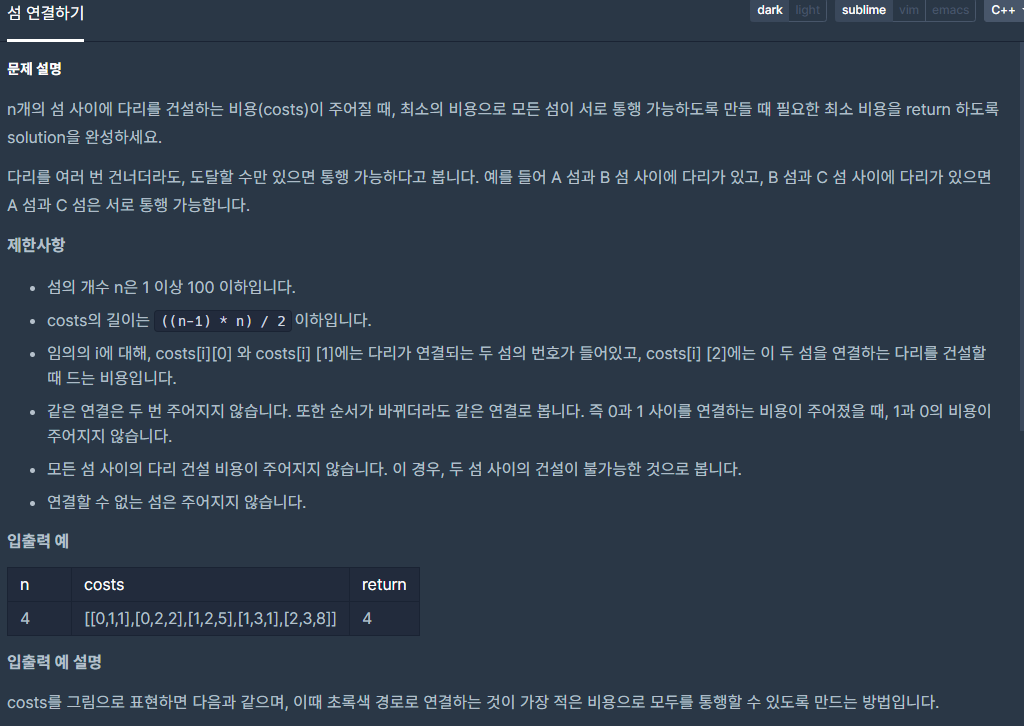 섬 연결하기
dark light sublime vim emacs C++
문제 설명
n개의 섬 사이에 다리를 건설하는 비용(costs)이 주어질 때, 최소의 비용으로 모든 섬이 서로 통행 가능하도록 만들 때 필요한 최소 비용을 return 하도록
solution을 완성하세요.
다리를 여러 번 건너더라도, 도달할 수만 있으면 통행 가능하다고 봅니다. 예를 들어 A 섬과 B 섬 사이에 다리가 있고, B 섬과 C 섬 사이에 다리가 있으면
A 섬과 C 섬은 서로 통행 가능합니다.
제한사항
• 섬의 개수 n은 1 이상 100 이하입니다.
• costs의 길이는 ((n-1) * n) / 2 이하입니다.
• 임의의 i에 대해, costs[i][0] 와 costs[i] [1]에는 다리가 연결되는 두 섬의 번호가 들어있고, costs[i] [2]에는 이 두 섬을 연결하는 다리를 건설할
때 드는 비용입니다.
• 같은 연결은 두 번 주어지지 않습니다. 또한 순서가 바뀌더라도 같은 연결로 봅니다. 즉 0과 1 사이를 연결하는 비용이 주어졌을 때, 1과 0의 비용이
주어지지 않습니다.
• 모든 섬 사이의 다리 건설 비용이 주어지지 않습니다. 이 경우, 두 섬 사이의 건설이 불가능한 것으로 봅니다.
• 연결할 수 없는 섬은 주어지지 않습니다.
입출력 예
n costs return
4 [[0,1,1],[0,2,2],[1,2,5],[1,3,1],[2,3,8]] 4
입출력 예 설명
costs를 그림으로 표현하면 다음과 같으며, 이때 초록색 경로로 연결하는 것이 가장 적은 비용으로 모두를 통행할 수 있도록 만드는 방법입니다.